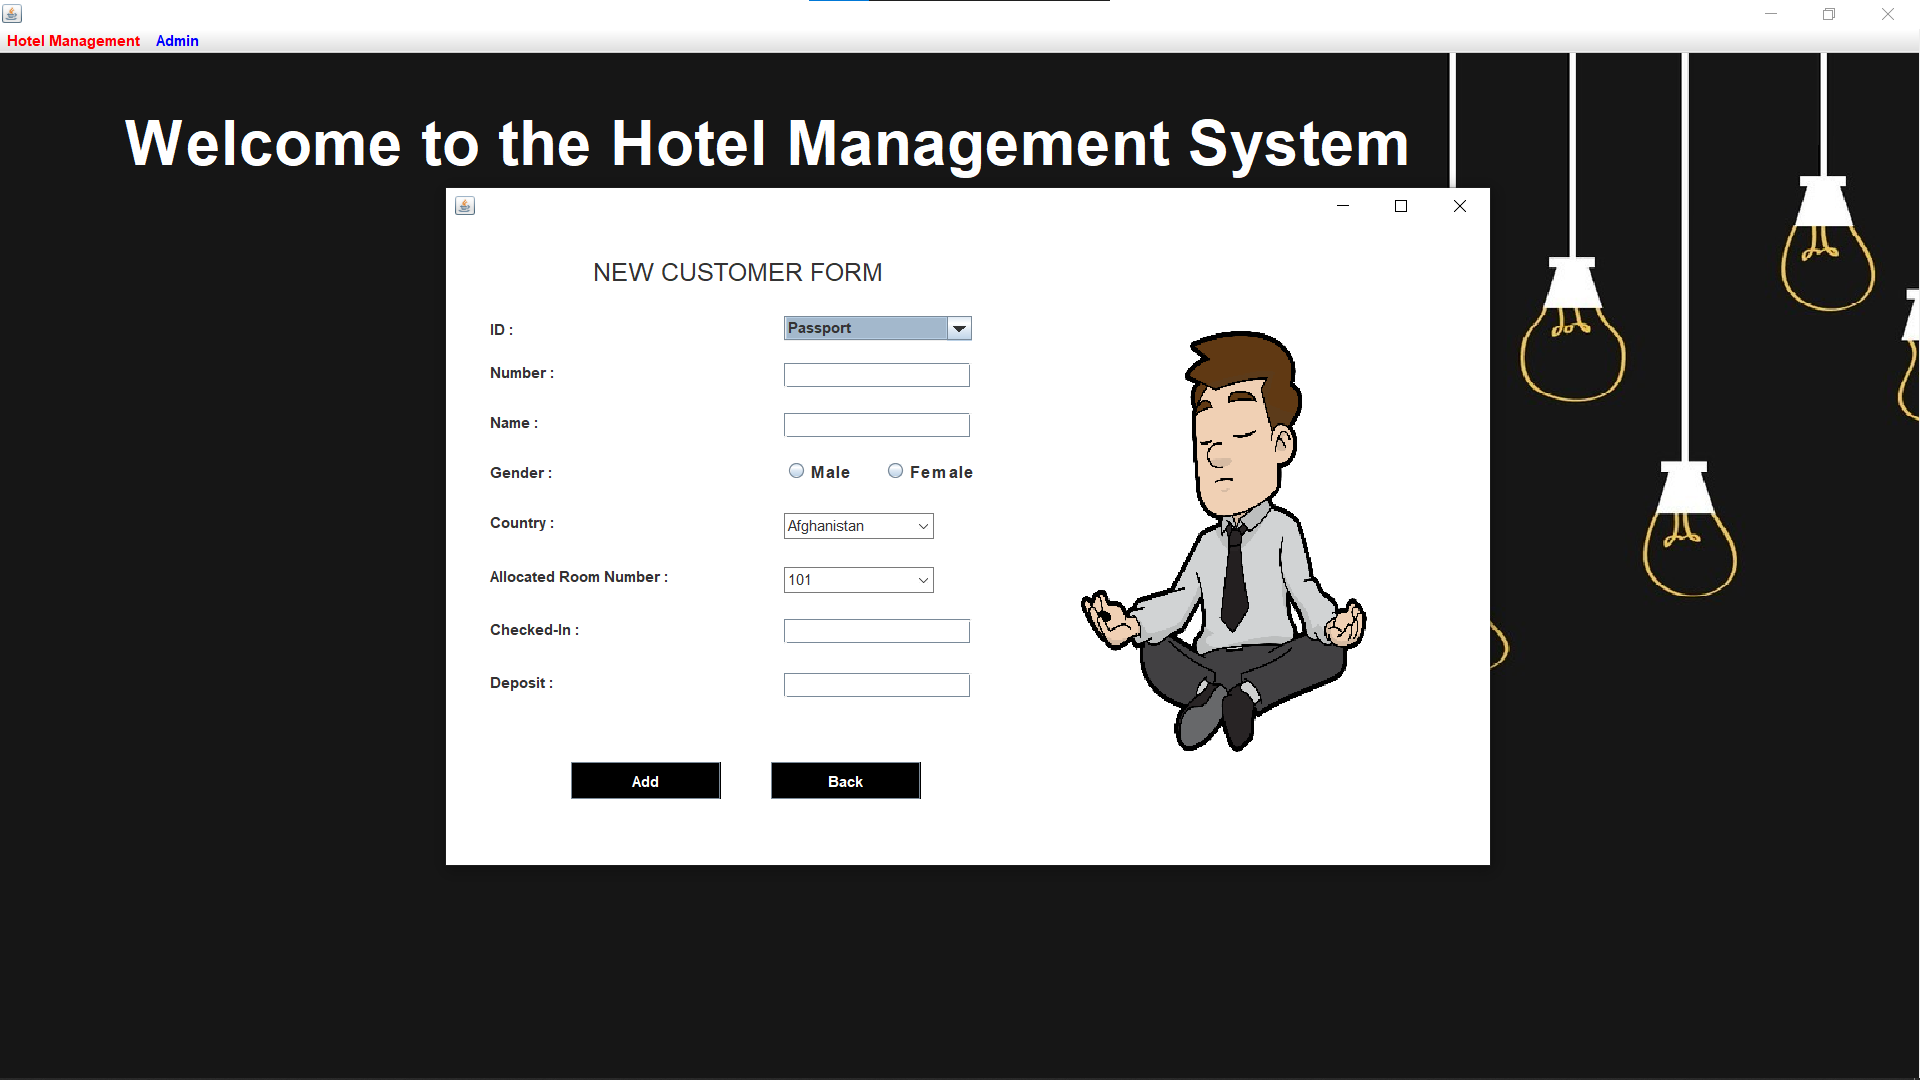 Hotel Management Admin
Welcome to the Hotel Management System
NEW CUSTOMER FORM
ID : Passport
Number :
Name :
Gender : Male Female
Country : Afghanistan
Allocated Room Number : 101
Checked-In :
Deposit :
Add Back